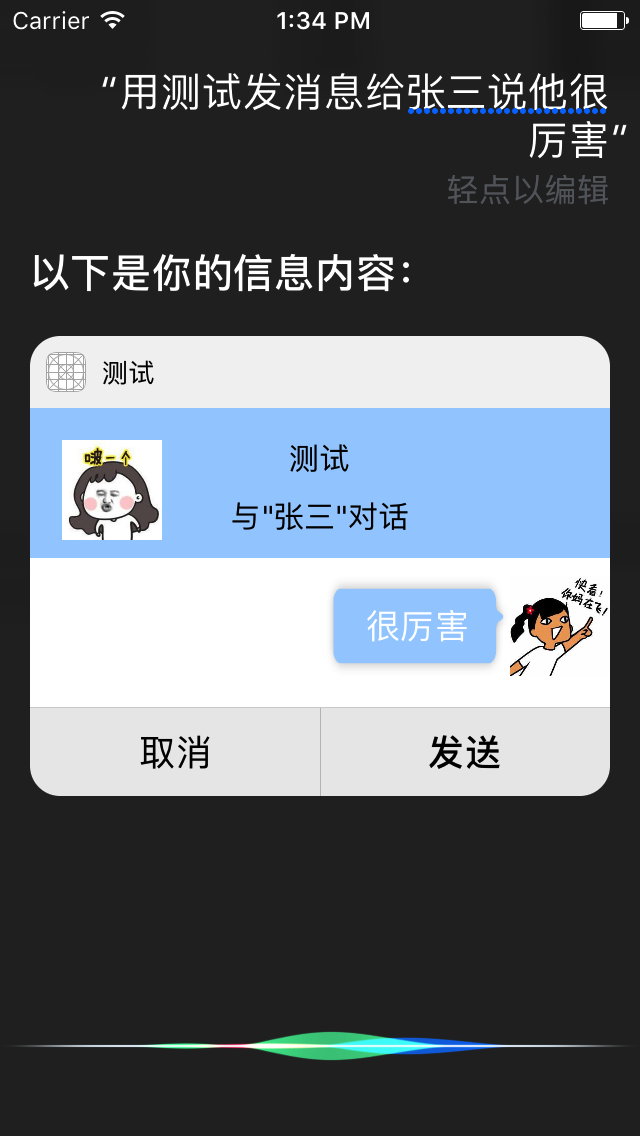 Carrier 1:34 PM
“用测试发消息给张三说他很
厉害”
轻点以编辑
以下是你的信息内容：
测试
啵一个
测试
与"张三"对话
快看！
你妈在飞！
很厉害
取消 发送